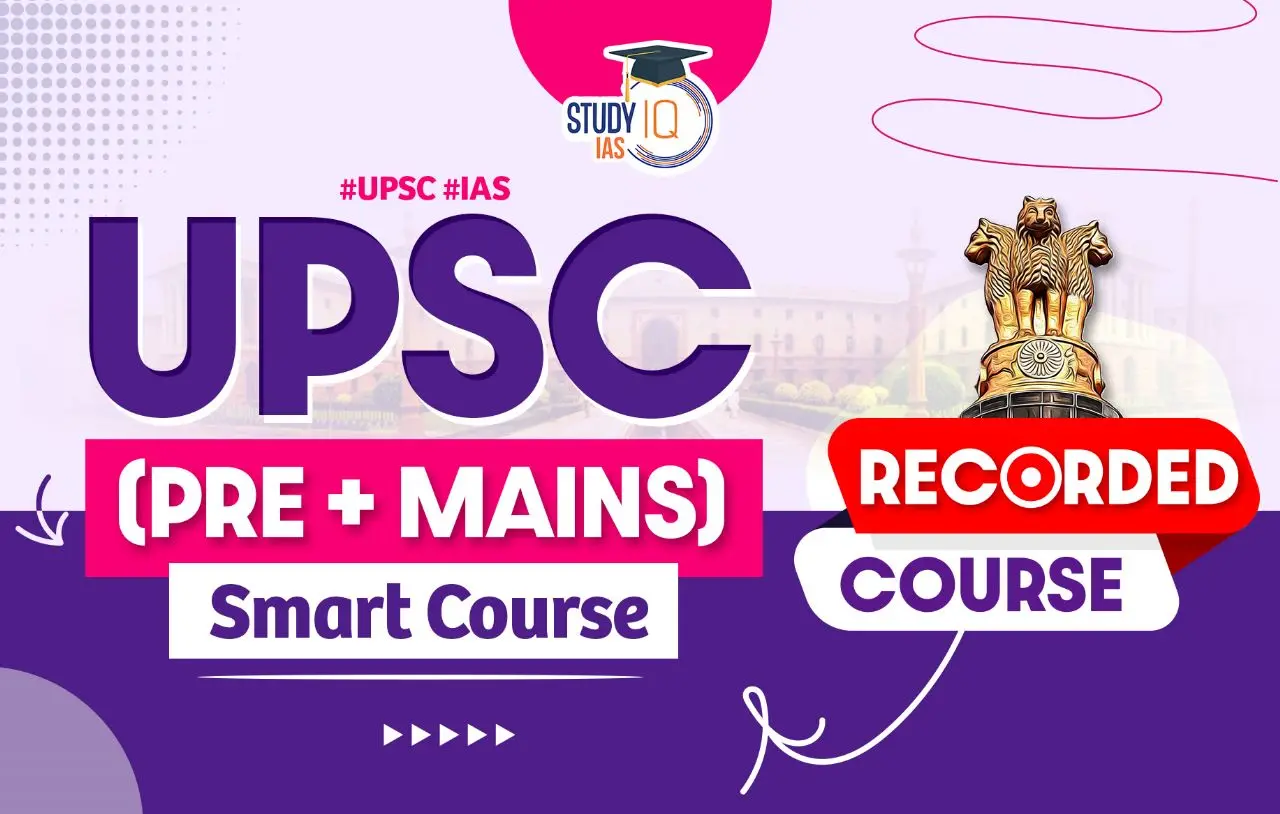 STUDY IQ
IAS
#UPSC #IAS
UPSC
(PRE + MAINS)
Smart Course
RECORDED
COURSE